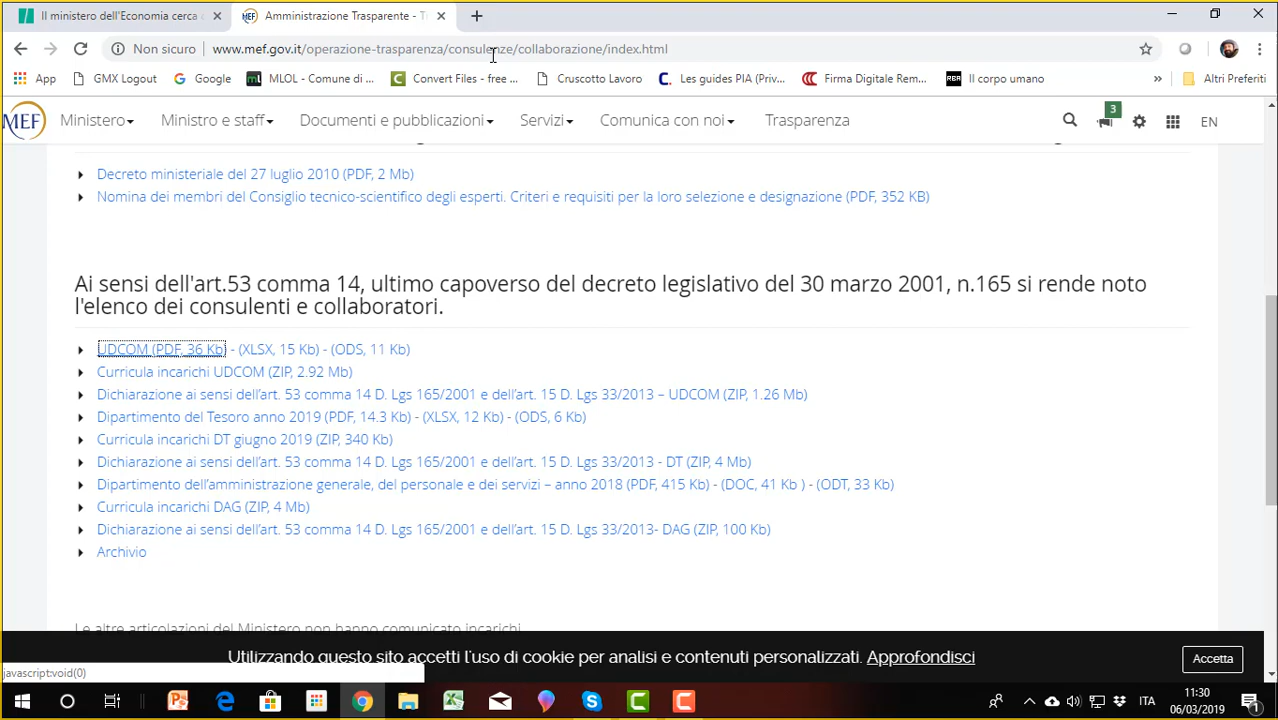 Il ministero dell'Economia cerca
Amministrazione Trasparente - T
Non sicuro www.mef.gov.it/operazione-trasparenza/consulenze/collaborazione/index.html
App GMX Logout Google MLOL - Comune di ... Convert Files - free ... Cruscotto Lavoro Les guides PIA (Priv... Firma Digitale Rem... Il corpo umano » Altri Preferiti
MEF Ministero Ministro e staff Documenti e pubblicazioni Servizi Comunica con noi Trasparenza 3 EN
Decreto ministeriale del 27 luglio 2010 (PDF, 2 Mb)
Nomina dei membri del Consiglio tecnico-scientifico degli esperti. Criteri e requisiti per la loro selezione e designazione (PDF, 352 KB)
Ai sensi dell'art.53 comma 14, ultimo capoverso del decreto legislativo del 30 marzo 2001, n.165 si rende noto
l'elenco dei consulenti e collaboratori.
UDCOM (PDF, 36 Kb) - (XLSX, 15 Kb) - (ODS, 11 Kb)
Curricula incarichi UDCOM (ZIP, 2.92 Mb)
Dichiarazione ai sensi dell'art. 53 comma 14 D. Lgs 165/2001 e dell'art. 15 D. Lgs 33/2013 – UDCOM (ZIP, 1.26 Mb)
Dipartimento del Tesoro anno 2019 (PDF, 14.3 Kb) - (XLSX, 12 Kb) - (ODS, 6 Kb)
Curricula incarichi DT giugno 2019 (ZIP, 340 Kb)
Dichiarazione ai sensi dell'art. 53 comma 14 D. Lgs 165/2001 e dell'art. 15 D. Lgs 33/2013 - DT (ZIP, 4 Mb)
Dipartimento dell'amministrazione generale, del personale e dei servizi – anno 2018 (PDF, 415 Kb) - (DOC, 41 Kb ) - (ODT, 33 Kb)
Curricula incarichi DAG (ZIP, 4 Mb)
Dichiarazione ai sensi dell'art. 53 comma 14 D. Lgs 165/2001 e dell'art. 15 D. Lgs 33/2013- DAG (ZIP, 100 Kb)
Archivio
Le altre articolazioni del Ministero non hanno comunicato incarichi
Utilizzando questo sito accetti l'uso di cookie per analisi e contenuti personalizzati. Approfondisci Accetta
javascript:void(0)
ITA 11:30
06/03/2019 1